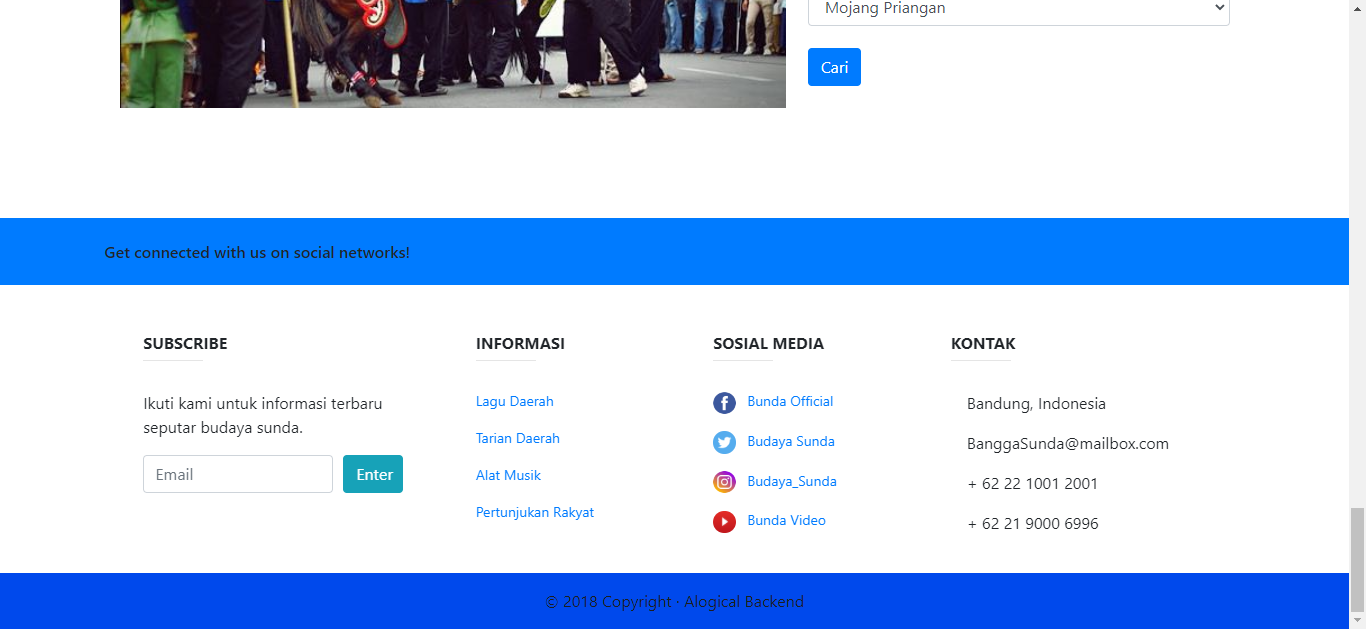 Mojang Priangan
Cari
Get connected with us on social networks!
SUBSCRIBE
Ikuti kami untuk informasi terbaru
seputar budaya sunda.
Email
Enter
INFORMASI
Lagu Daerah
Tarian Daerah
Alat Musik
Pertunjukan Rakyat
SOSIAL MEDIA
Bunda Official
Budaya Sunda
Budaya_Sunda
Bunda Video
KONTAK
Bandung, Indonesia
BanggaSunda@mailbox.com
+ 62 22 1001 2001
+ 62 21 9000 6996
© 2018 Copyright · Alogical Backend